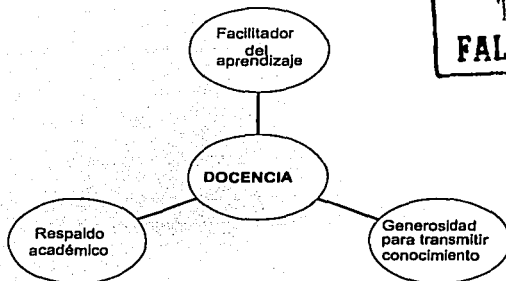 Facilitador
del
aprendizaje
T
FAL
DOCENCIA
Respaldo
académico
Generosidad
para transmitir
conocimiento